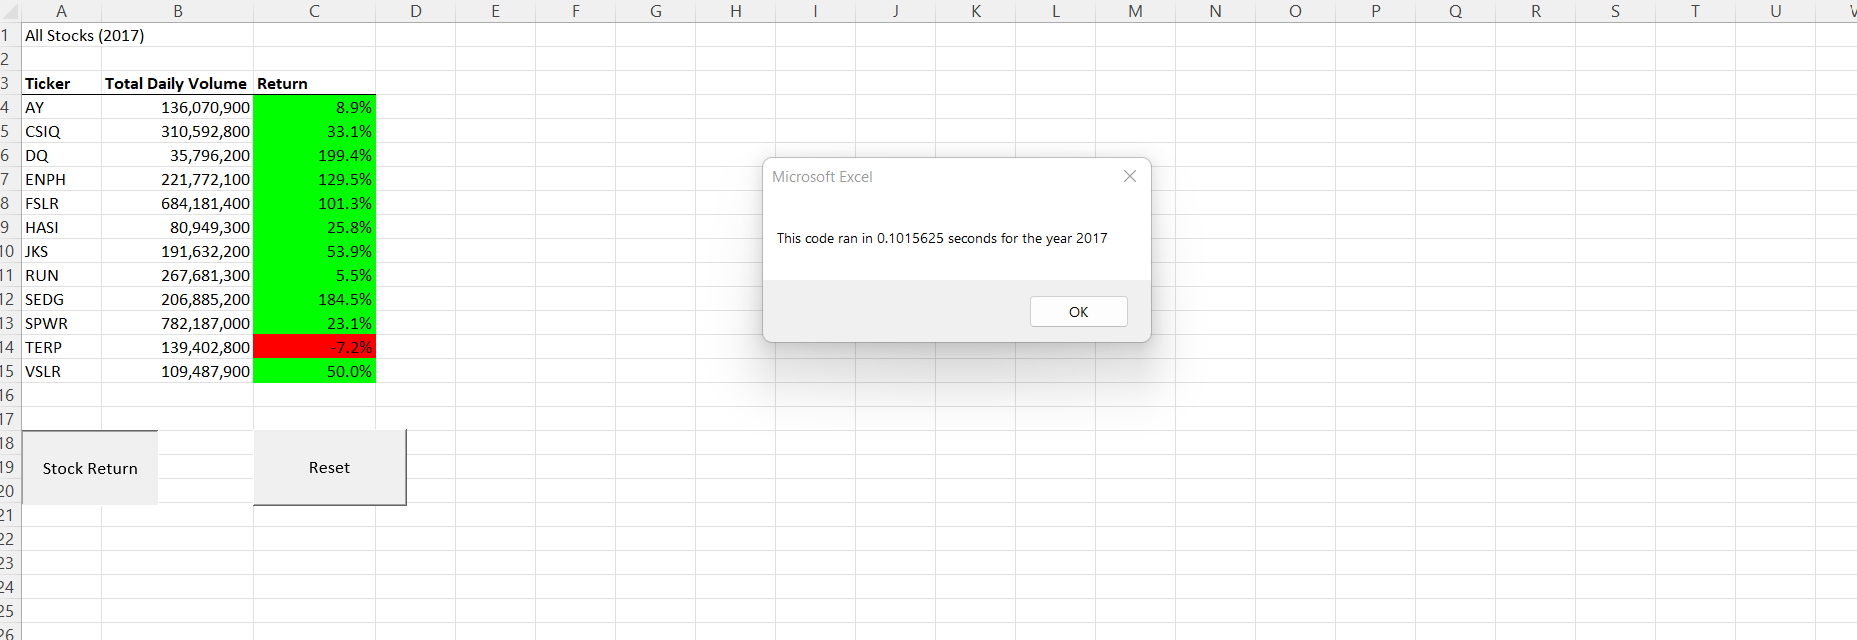 A B C D E F G H I J K L M N O P Q R S T U
1 All Stocks (2017)
2
3 Ticker Total Daily Volume Return
4 AY 136,070,900 8.9%
5 CSIQ 310,592,800 33.1%
6 DQ 35,796,200 199.4%
7 ENPH 221,772,100 129.5%
8 FSLR 684,181,400 101.3%
9 HASI 80,949,300 25.8%
10 JKS 191,632,200 53.9%
11 RUN 267,681,300 5.5%
12 SEDG 206,885,200 184.5%
13 SPWR 782,187,000 23.1%
14 TERP 139,402,800 -7.2%
15 VSLR 109,487,900 50.0%
16
17
18
19 Stock Return Reset
20
21
22
23
24
25
26
Microsoft Excel
This code ran in 0.1015625 seconds for the year 2017
OK